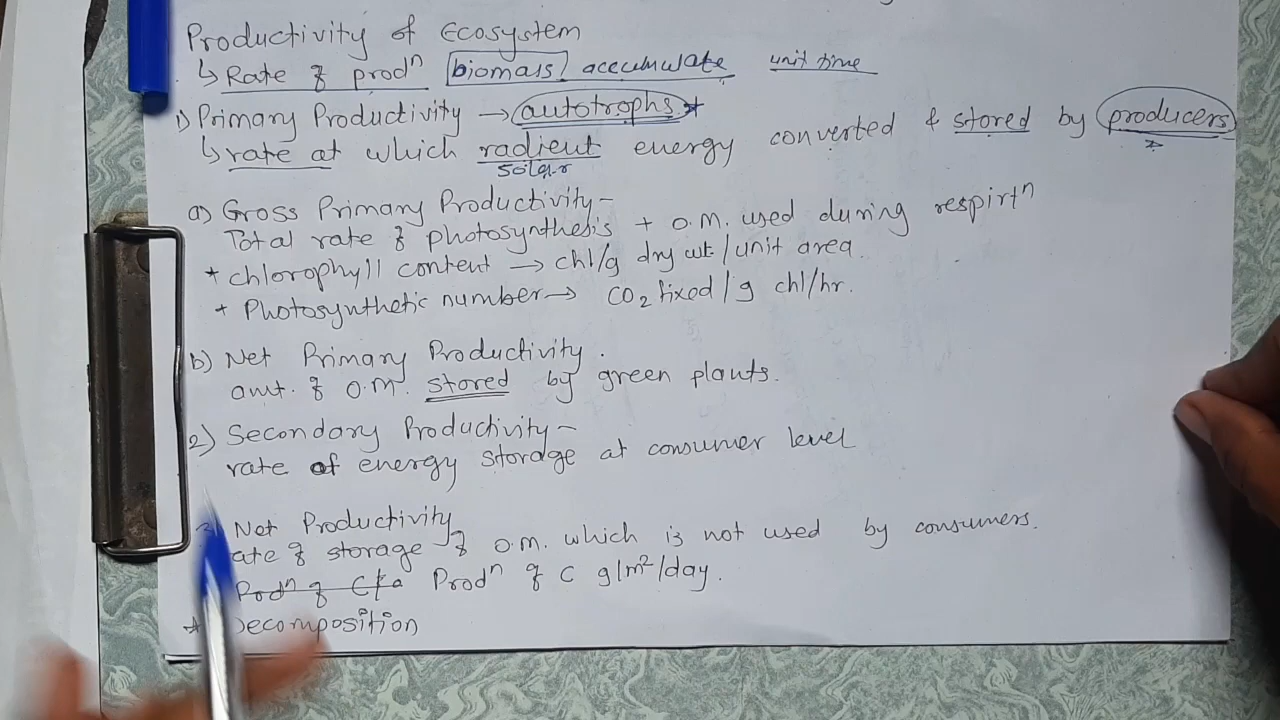 Productivity of Ecosystem
↳ Rate of prodⁿ biomass accumulate unit time
1) Primary Productivity → autotrophs *
↳ rate at which radient energy converted & stored by producers *
solar
a) Gross Primary Productivity -
Total rate of Photosynthesis + O.M. used during respirtⁿ
* chlorophyll content → chl/g dry wt / unit area.
* Photosynthetic number → CO₂ fixed / g chl/hr.
b) Net Primary Productivity.
amt. of O.M. stored by green plants.
2) Secondary Productivity -
rate of energy storage at consumer level
3) Net Productivity
ate of storage of O.M. which is not used by consumers.
Prodⁿ of C g/m²/day.
* Decomposition